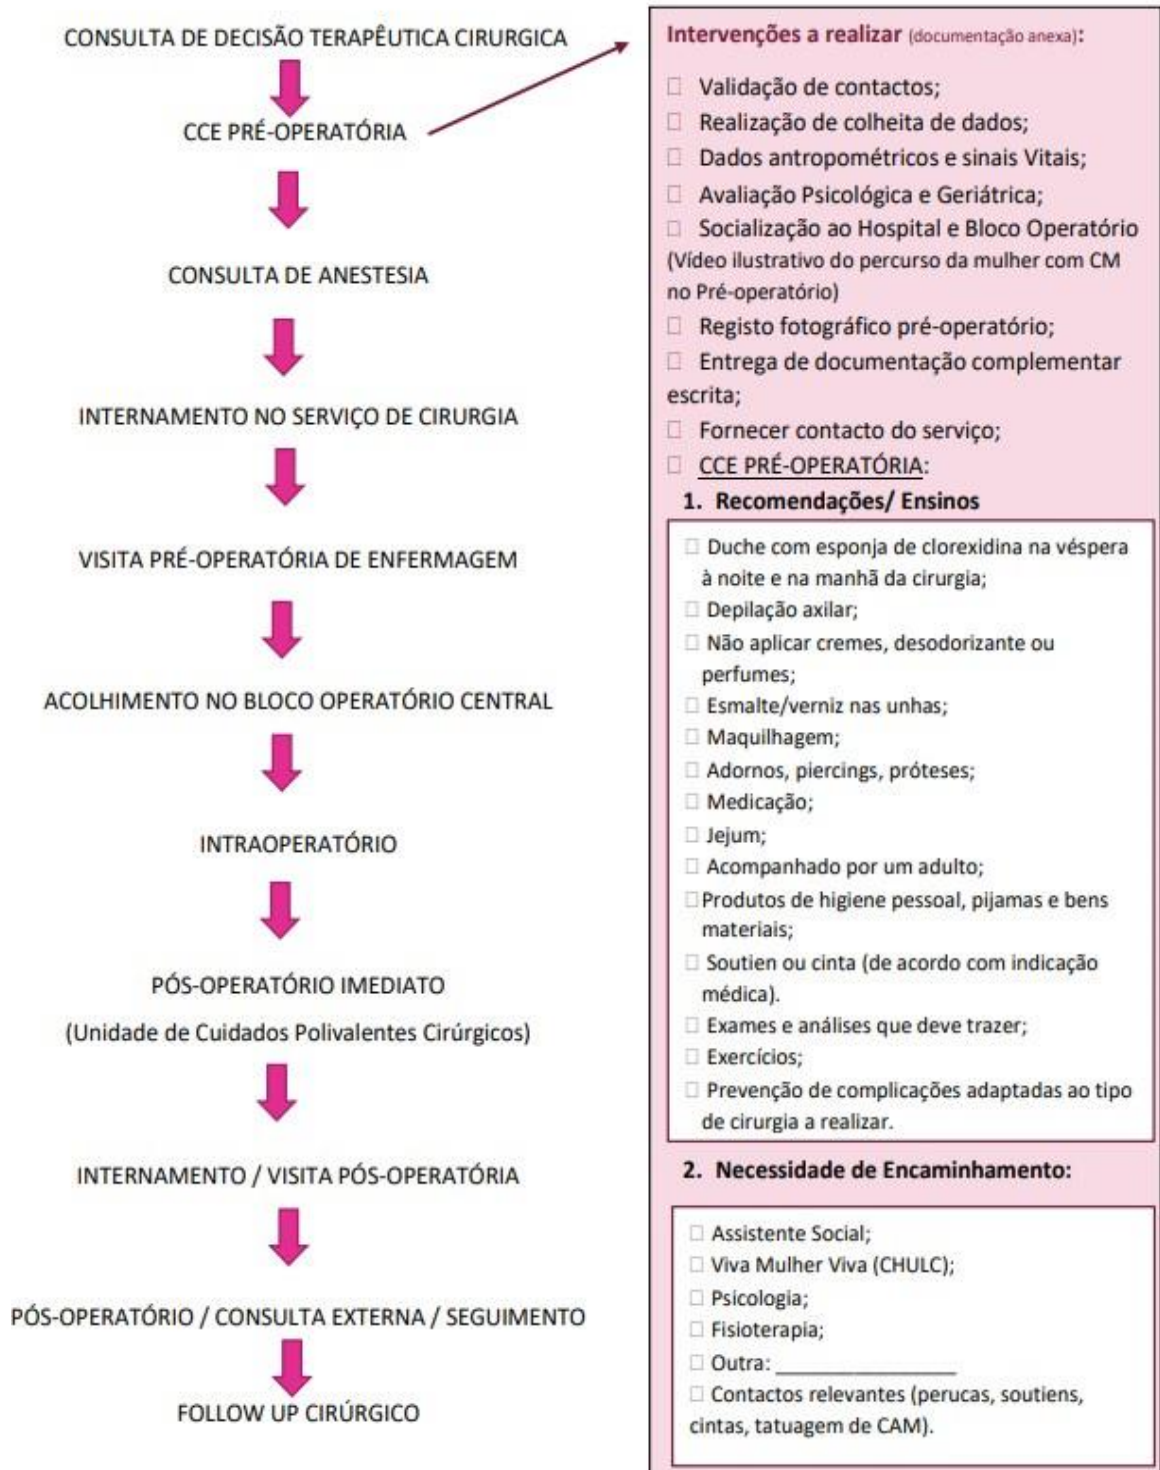 CONSULTA DE DECISÃO TERAPÊUTICA CIRURGICA
CCE PRÉ-OPERATÓRIA
CONSULTA DE ANESTESIA
INTERNAMENTO NO SERVIÇO DE CIRURGIA
VISITA PRÉ-OPERATÓRIA DE ENFERMAGEM
ACOLHIMENTO NO BLOCO OPERATÓRIO CENTRAL
INTRAOPERATÓRIO
PÓS-OPERATÓRIO IMEDIATO
(Unidade de Cuidados Polivalentes Cirúrgicos)
INTERNAMENTO / VISITA PÓS-OPERATÓRIA
PÓS-OPERATÓRIO / CONSULTA EXTERNA / SEGUIMENTO
FOLLOW UP CIRÚRGICO
Intervenções a realizar (documentação anexa):
□ Validação de contactos;
□ Realização de colheita de dados;
□ Dados antropométricos e sinais Vitais;
□ Avaliação Psicológica e Geriátrica;
□ Socialização ao Hospital e Bloco Operatório
(Vídeo ilustrativo do percurso da mulher com CM
no Pré-operatório)
□ Registo fotográfico pré-operatório;
□ Entrega de documentação complementar
escrita;
□ Fornecer contacto do serviço;
□ CCE PRÉ-OPERATÓRIA:
1. Recomendações/ Ensinos
□ Duche com esponja de clorexidina na véspera
à noite e na manhã da cirurgia;
□ Depilação axilar;
□ Não aplicar cremes, desodorizante ou
perfumes;
□ Esmalte/verniz nas unhas;
□ Maquilhagem;
□ Adornos, piercings, próteses;
□ Medicação;
□ Jejum;
□ Acompanhado por um adulto;
□ Produtos de higiene pessoal, pijamas e bens
materiais;
□ Soutien ou cinta (de acordo com indicação
médica).
□ Exames e análises que deve trazer;
□ Exercícios;
□ Prevenção de complicações adaptadas ao tipo
de cirurgia a realizar.
2. Necessidade de Encaminhamento:
□ Assistente Social;
□ Viva Mulher Viva (CHULC);
□ Psicologia;
□ Fisioterapia;
□ Outra: ________________
□ Contactos relevantes (perucas, soutiens,
cintas, tatuagem de CAM).